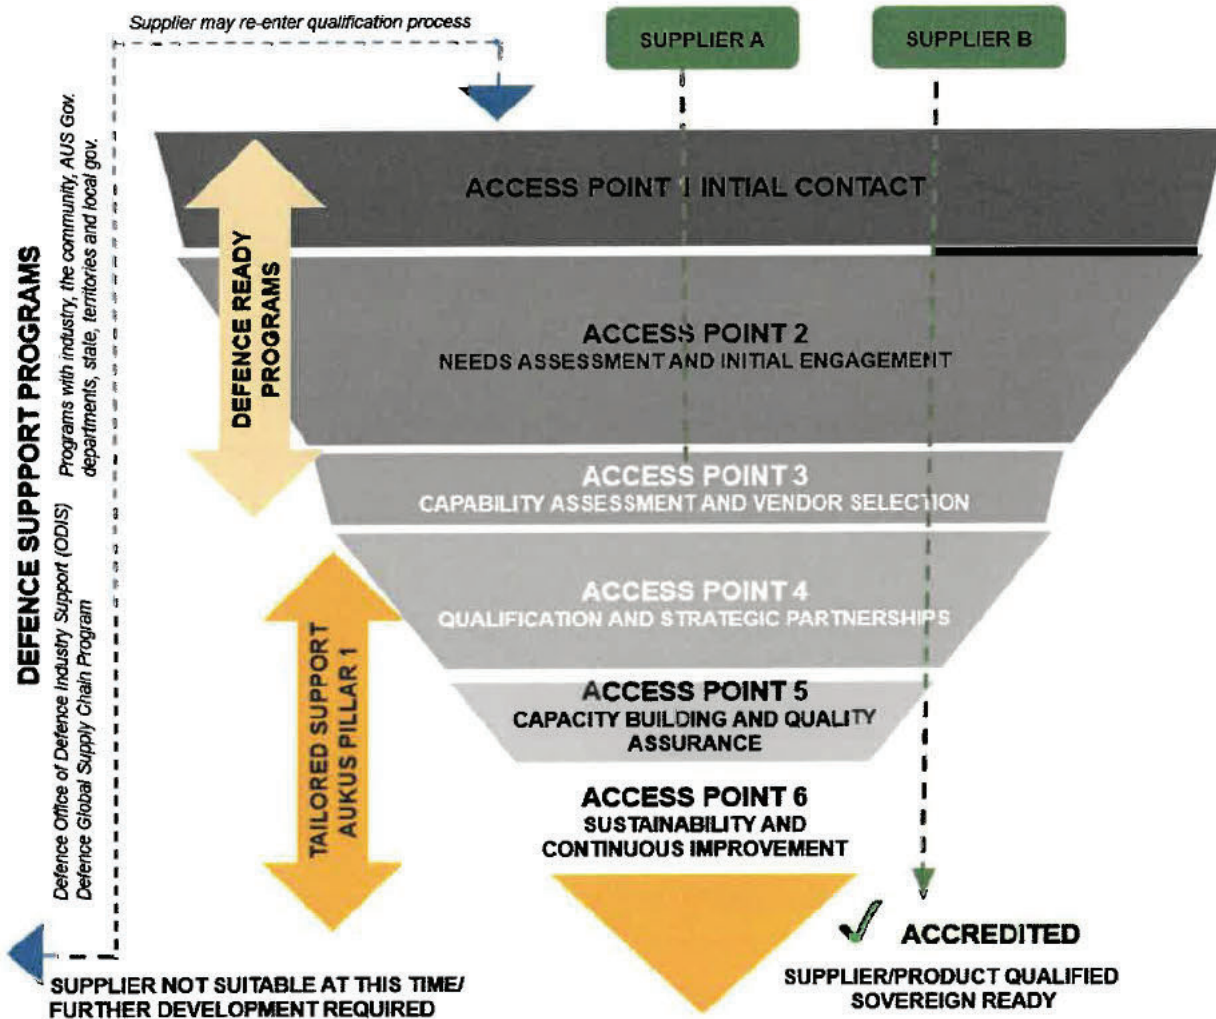 Supplier may re-enter qualification process
SUPPLIER A
SUPPLIER B
ACCESS POINT 1 INTIAL CONTACT
ACCESS POINT 2
NEEDS ASSESSMENT AND INITIAL ENGAGEMENT
ACCESS POINT 3
CAPABILITY ASSESSMENT AND VENDOR SELECTION
ACCESS POINT 4
QUALIFICATION AND STRATEGIC PARTNERSHIPS
ACCESS POINT 5
CAPACITY BUILDING AND QUALITY
ASSURANCE
ACCESS POINT 6
SUSTAINABILITY AND
CONTINUOUS IMPROVEMENT
DEFENCE READY
PROGRAMS
TAILORED SUPPORT
AUKUS PILLAR 1
DEFENCE SUPPORT PROGRAMS
Programs with industry, the community, AUS Gov.
departments, state, territories and local gov.
Defence Office of Defence Industry Support (ODIS)
Defence Global Supply Chain Program
ACCREDITED
SUPPLIER/PRODUCT QUALIFIED
SOVEREIGN READY
SUPPLIER NOT SUITABLE AT THIS TIME/
FURTHER DEVELOPMENT REQUIRED